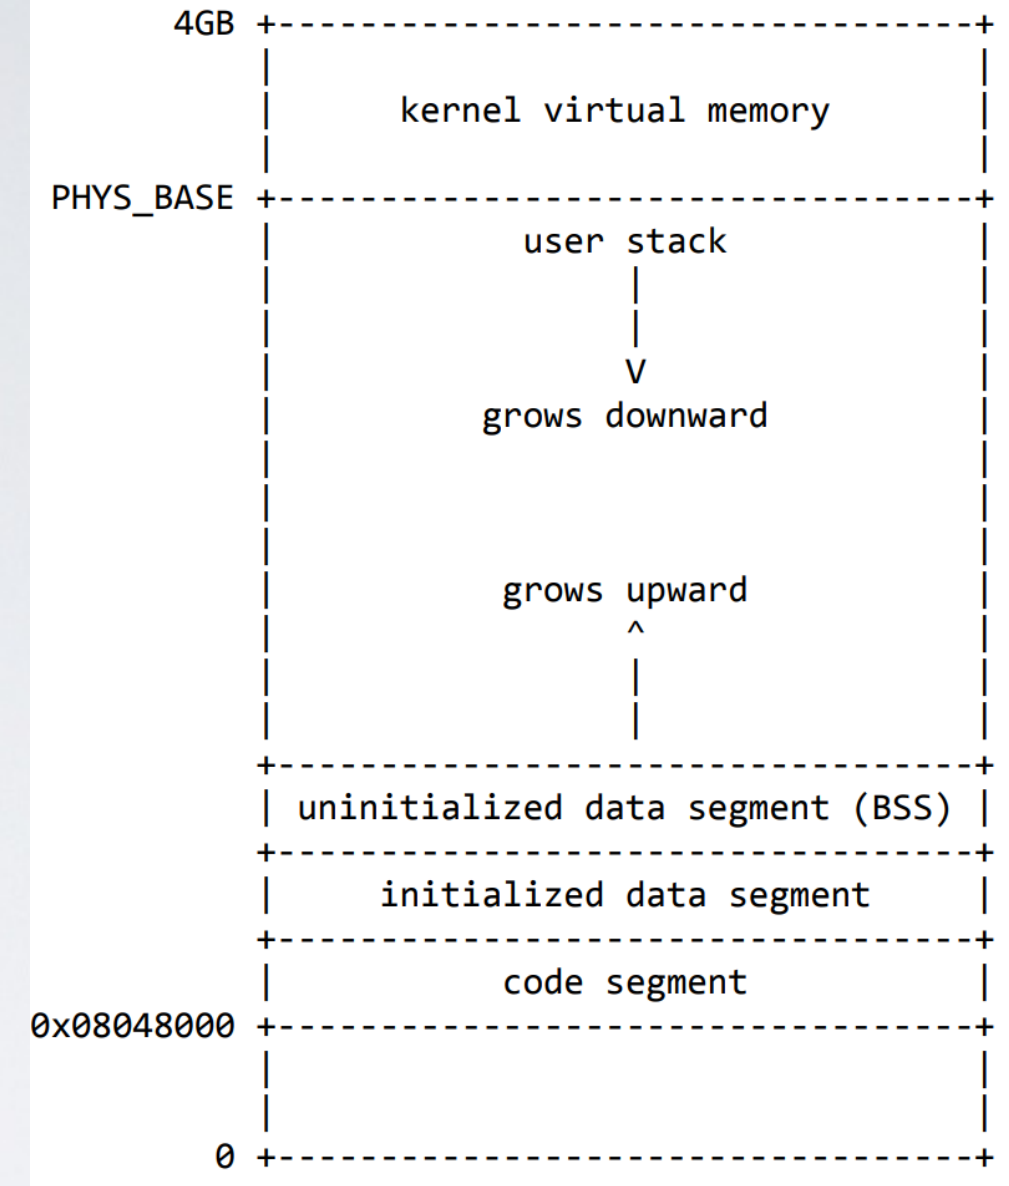 4GB +----------------------------------+
|                                  |
|      kernel virtual memory       |
|                                  |
PHYS_BASE +----------------------------------+
|            user stack            |
|                 |                |
|                 |                |
|                 V                |
|          grows downward          |
|                                  |
|                                  |
|                                  |
|           grows upward           |
|                 ^                |
|                 |                |
|                 |                |
+----------------------------------+
| uninitialized data segment (BSS) |
+----------------------------------+
|     initialized data segment     |
+----------------------------------+
|           code segment           |
0x08048000 +----------------------------------+
|                                  |
|                                  |
0 +----------------------------------+